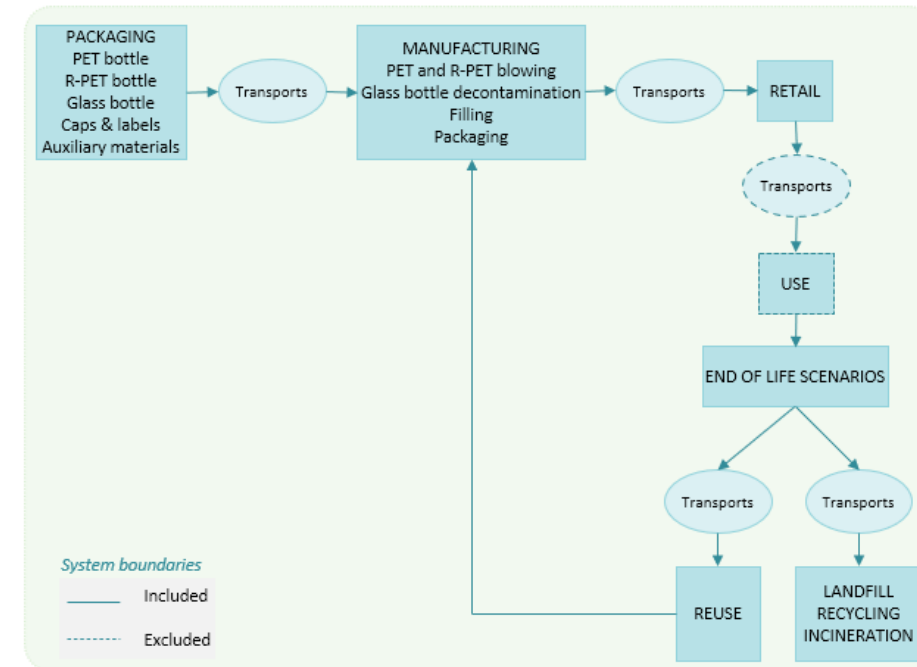 PACKAGING
PET bottle
R-PET bottle
Glass bottle
Caps & labels
Auxiliary materials
Transports
MANUFACTURING
PET and R-PET blowing
Glass bottle decontamination
Filling
Packaging
Transports
RETAIL
Transports
USE
END OF LIFE SCENARIOS
Transports
Transports
REUSE
LANDFILL
RECYCLING
INCINERATION
System boundaries
Included
Excluded